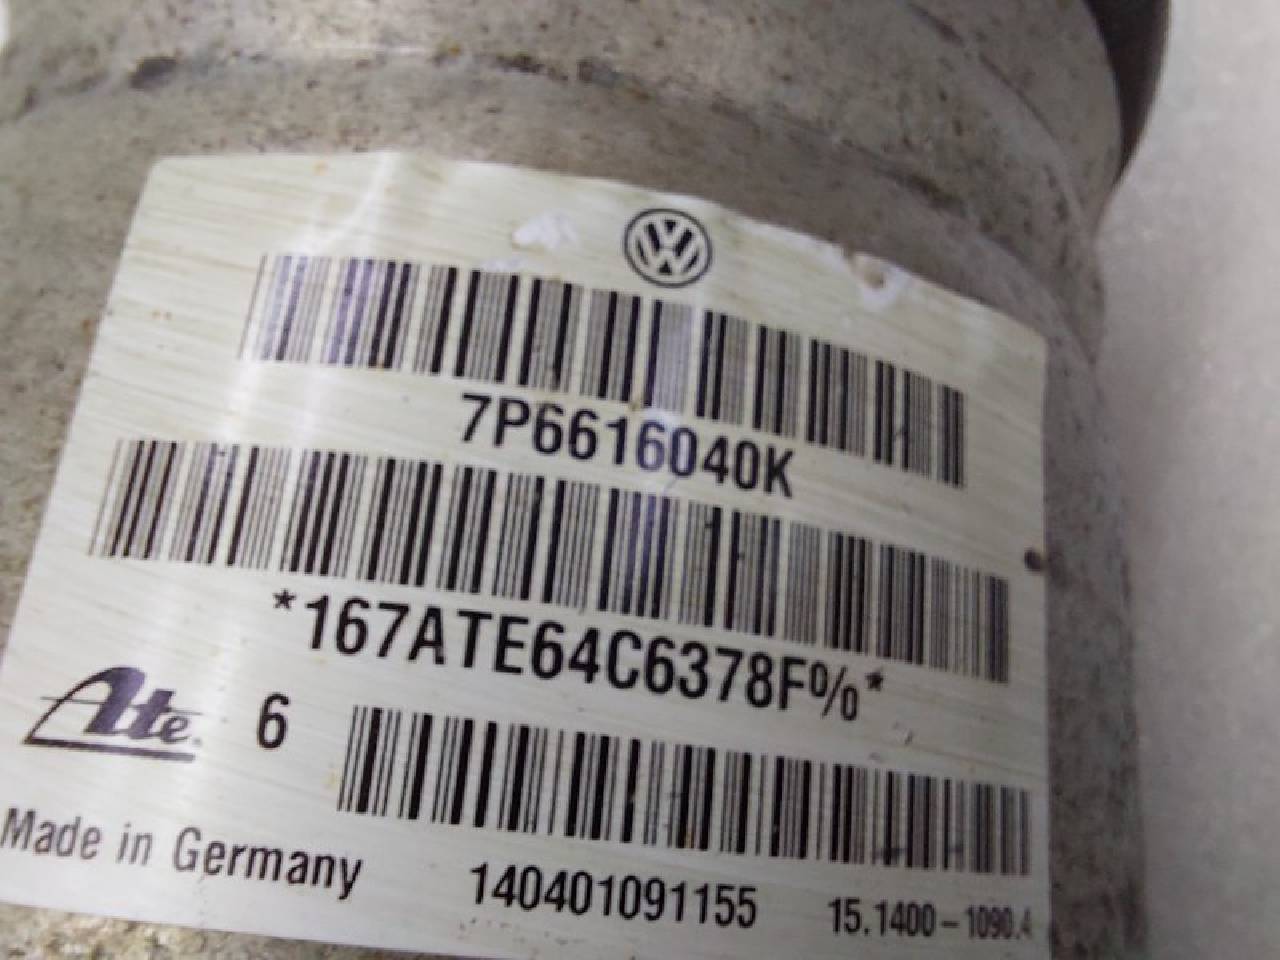 7P6616040K
*167ATE64C6378F%*
Ate. 6
Made in Germany
140401091155 15.1400-1090.4